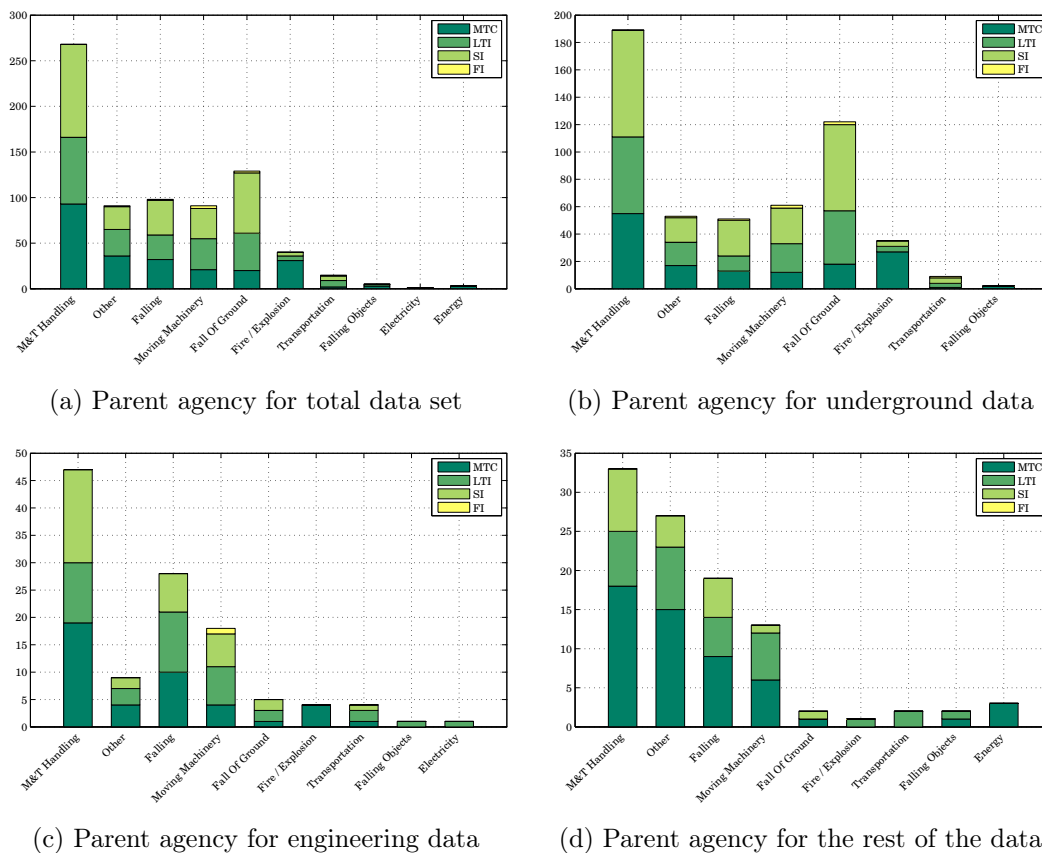 300
250
200
150
100
50
0
MTC
LTI
SI
FI
M&T Handling
Other
Falling
Moving Machinery
Fall Of Ground
Fire / Explosion
Transportation
Falling Objects
Electricity
Energy
(a) Parent agency for total data set
200
180
160
140
120
100
80
60
40
20
0
MTC
LTI
SI
FI
M&T Handling
Other
Falling
Moving Machinery
Fall Of Ground
Fire / Explosion
Transportation
Falling Objects
(b) Parent agency for underground data
50
45
40
35
30
25
20
15
10
5
0
MTC
LTI
SI
FI
M&T Handling
Other
Falling
Moving Machinery
Fall Of Ground
Fire / Explosion
Transportation
Falling Objects
Electricity
(c) Parent agency for engineering data
35
30
25
20
15
10
5
0
MTC
LTI
SI
FI
M&T Handling
Other
Falling
Moving Machinery
Fall Of Ground
Fire / Explosion
Transportation
Falling Objects
Energy
(d) Parent agency for the rest of the data